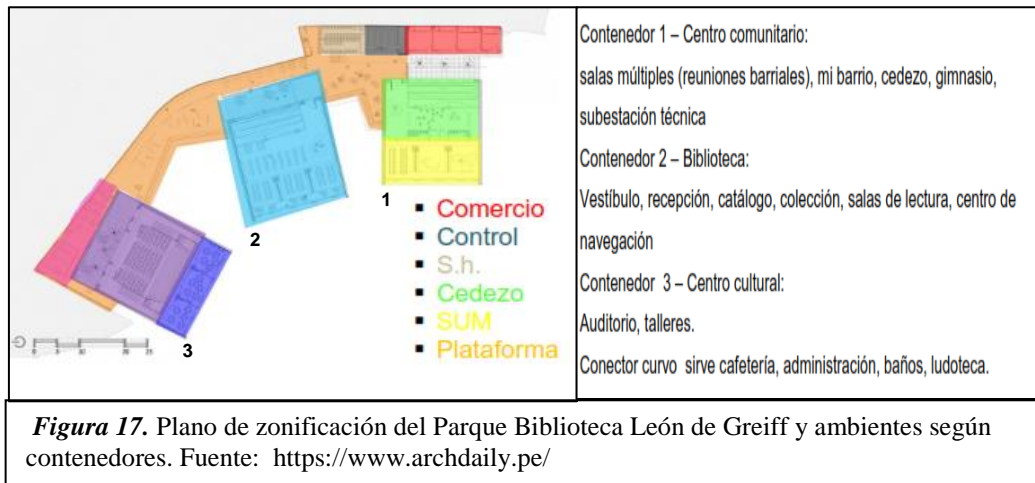 1
2
3
▪ Comercio
▪ Control
▪ S.h.
▪ Cedezo
▪ SUM
▪ Plataforma
Contenedor 1 – Centro comunitario:
salas múltiples (reuniones barriales), mi barrio, cedezo, gimnasio,
subestación técnica
Contenedor 2 – Biblioteca:
Vestíbulo, recepción, catálogo, colección, salas de lectura, centro de
navegación
Contenedor 3 – Centro cultural:
Auditorio, talleres.
Conector curvo sirve cafetería, administración, baños, ludoteca.
Figura 17. Plano de zonificación del Parque Biblioteca León de Greiff y ambientes según
contenedores. Fuente: https://www.archdaily.pe/